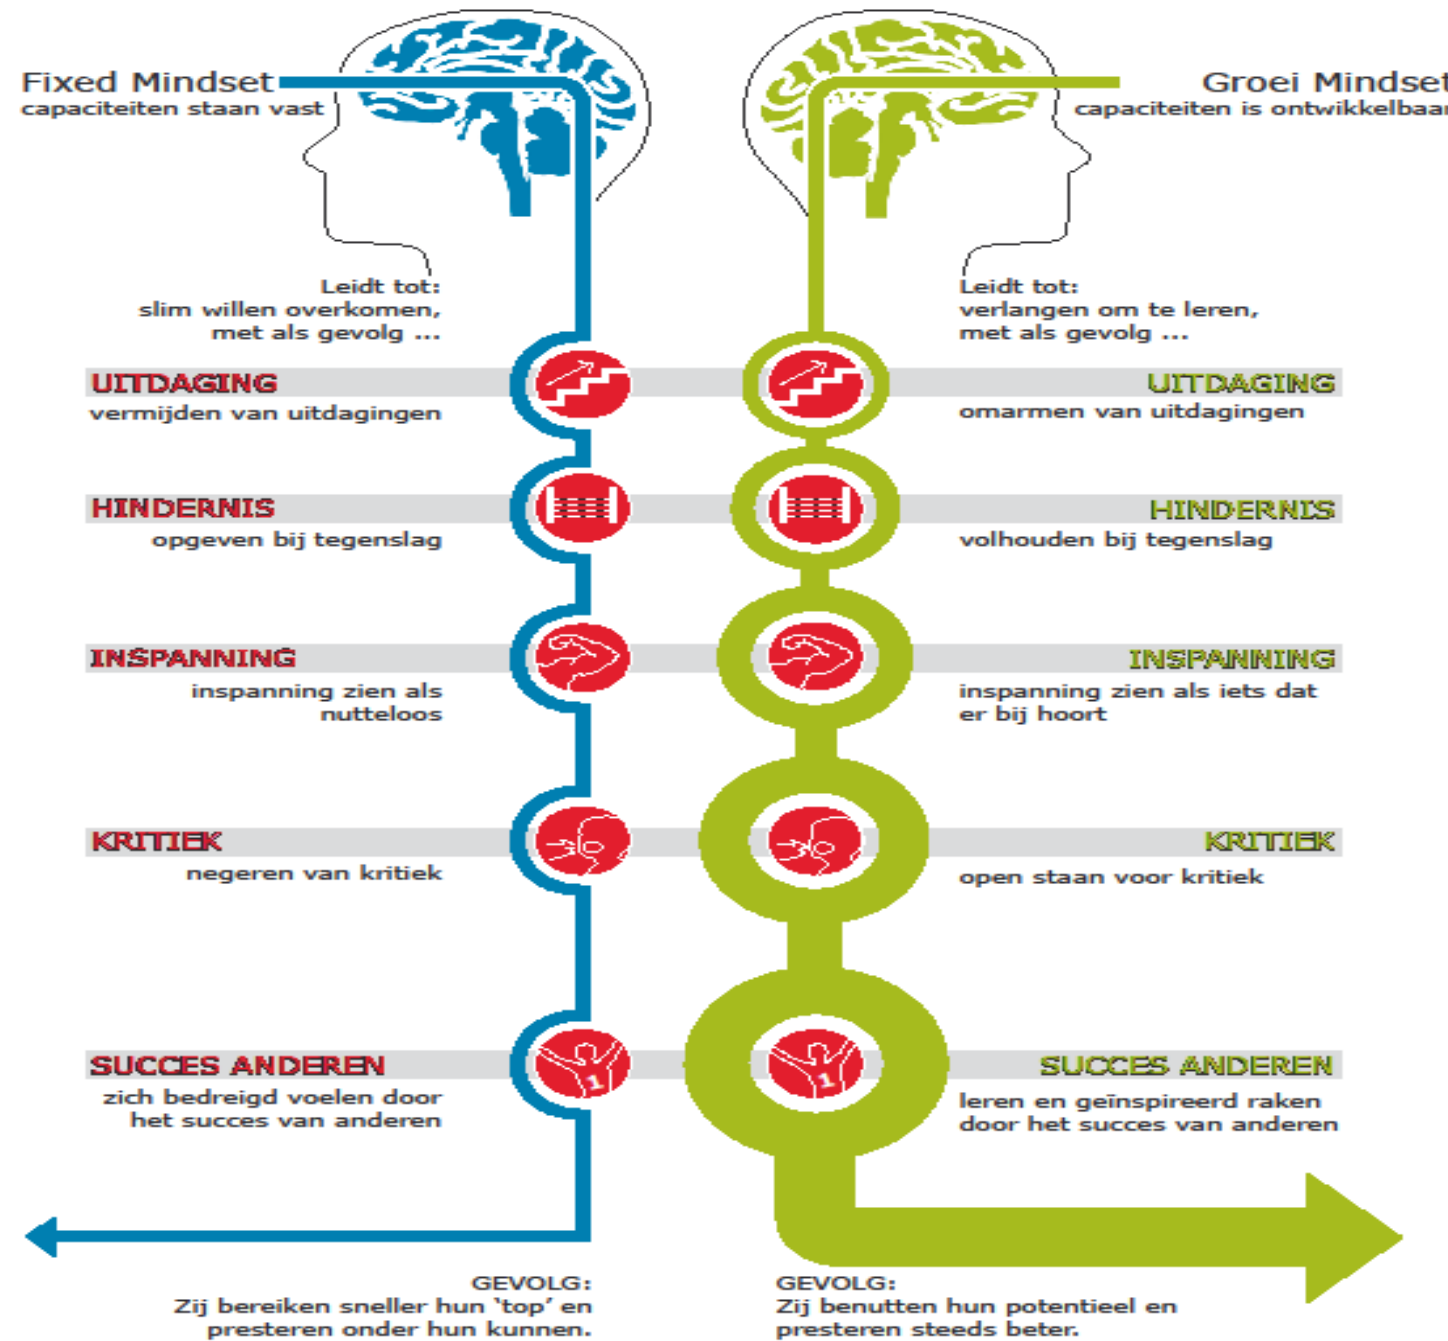 Fixed Mindset
capaciteiten staan vast
Groei Mindset
capaciteiten is ontwikkelbaar
Leidt tot:
slim willen overkomen,
met als gevolg ...
Leidt tot:
verlangen om te leren,
met als gevolg ...
UITDAGING
vermijden van uitdagingen
UITDAGING
omarmen van uitdagingen
HINDERNIS
opgeven bij tegenslag
HINDERNIS
volhouden bij tegenslag
INSPANNING
inspanning zien als
nutteloos
INSPANNING
inspanning zien als iets dat
er bij hoort
KRITIEK
negeren van kritiek
KRITIEK
open staan voor kritiek
SUCCES ANDEREN
zich bedreigd voelen door
het succes van anderen
1
1
SUCCES ANDEREN
leren en geïnspireerd raken
door het succes van anderen
GEVOLG:
Zij bereiken sneller hun ‘top’ en
presteren onder hun kunnen.
GEVOLG:
Zij benutten hun potentieel en
presteren steeds beter.